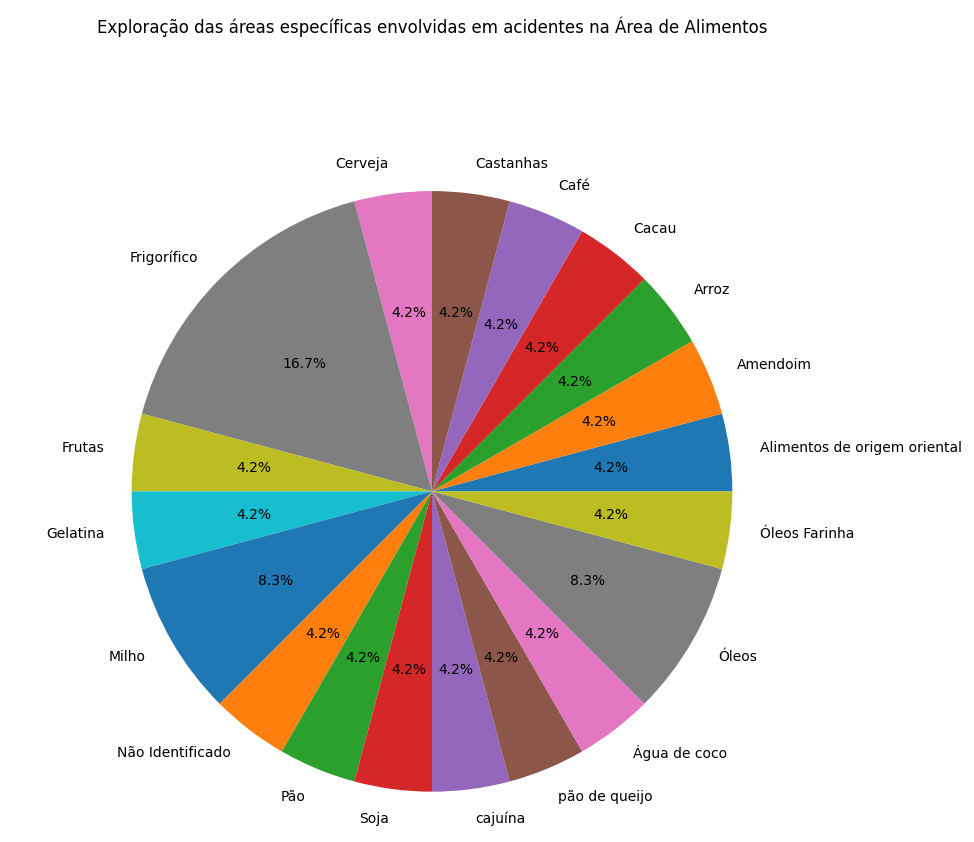 Exploração das áreas específicas envolvidas em acidentes na Área de Alimentos
Cerveja
Castanhas
Café
Cacau
Frigorífico
Arroz
4.2%
4.2%
4.2%
4.2%
16.7%
Amendoim
4.2%
4.2%
Frutas
Alimentos de origem oriental
4.2%
4.2%
4.2%
4.2%
Gelatina
Óleos Farinha
8.3%
8.3%
4.2%
4.2%
Milho
Óleos
4.2%
4.2%
4.2%
4.2%
Não Identificado
Água de coco
Pão
pão de queijo
Soja
cajuína